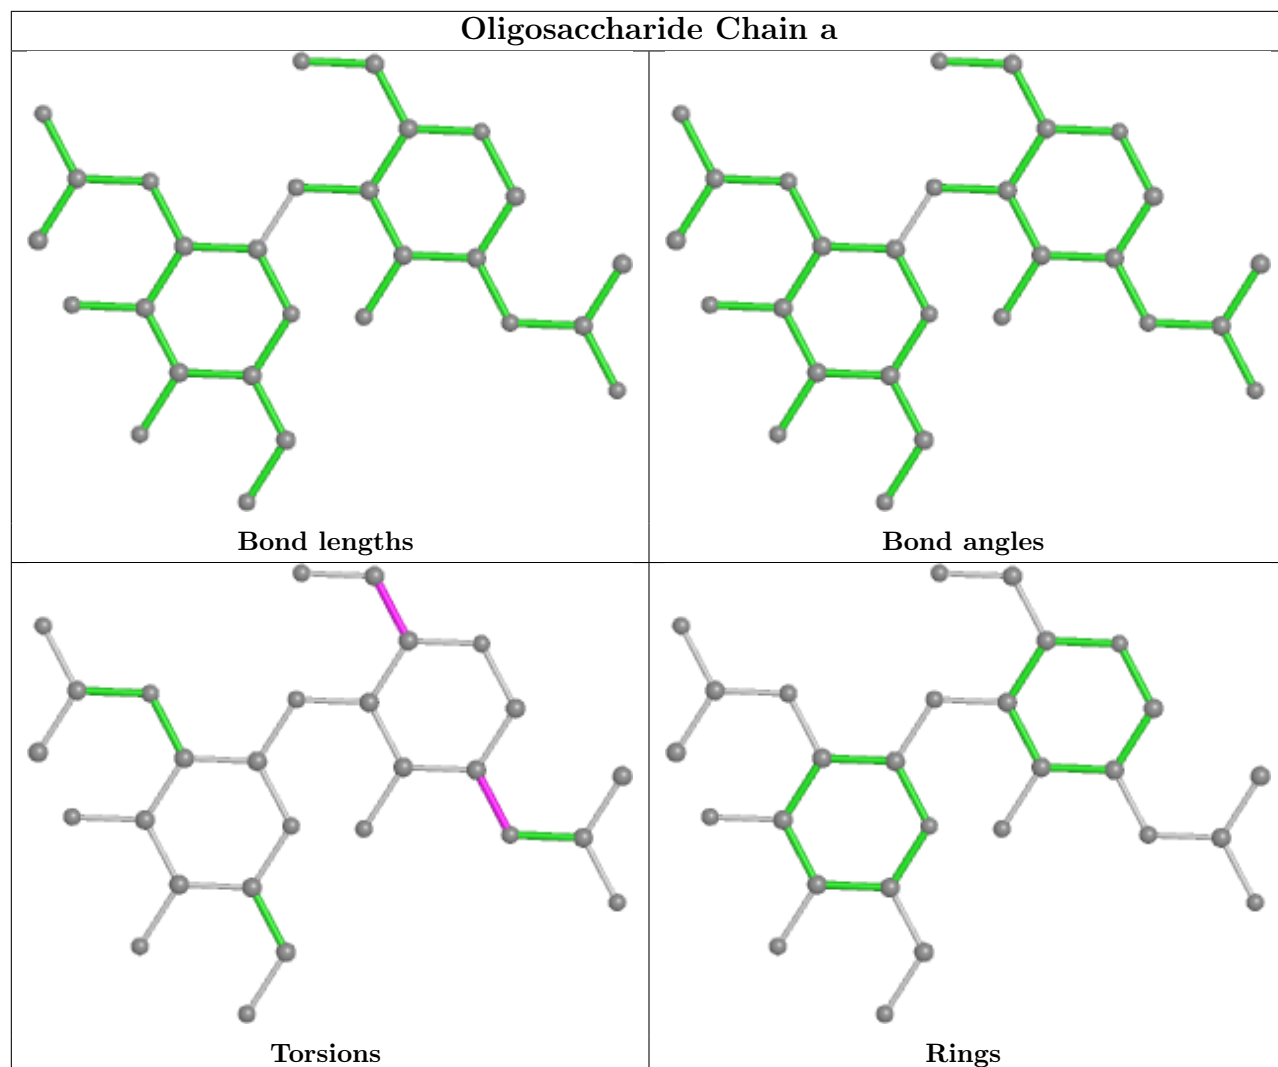 Oligosaccharide Chain a
Bond lengths
Bond angles
Torsions
Rings